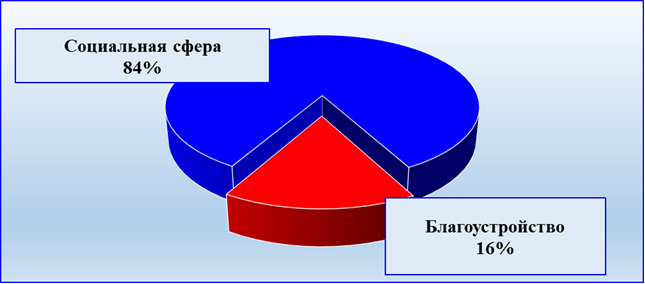 Социальная сфера
84%
Благоустройство
16%